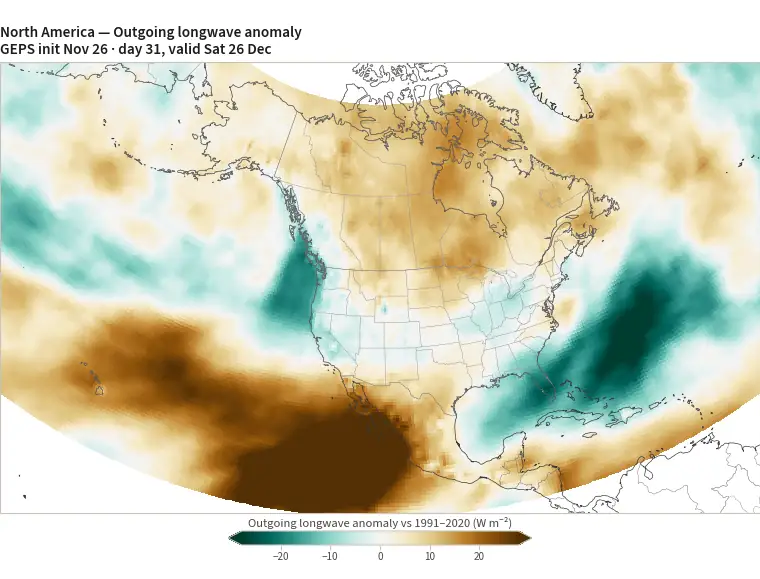 North America — Outgoing longwave anomaly
GEPS init Nov 26 · day 31, valid Sat 26 Dec
Outgoing longwave anomaly vs 1991–2020 (W m⁻²)
−20 −10 0 10 20